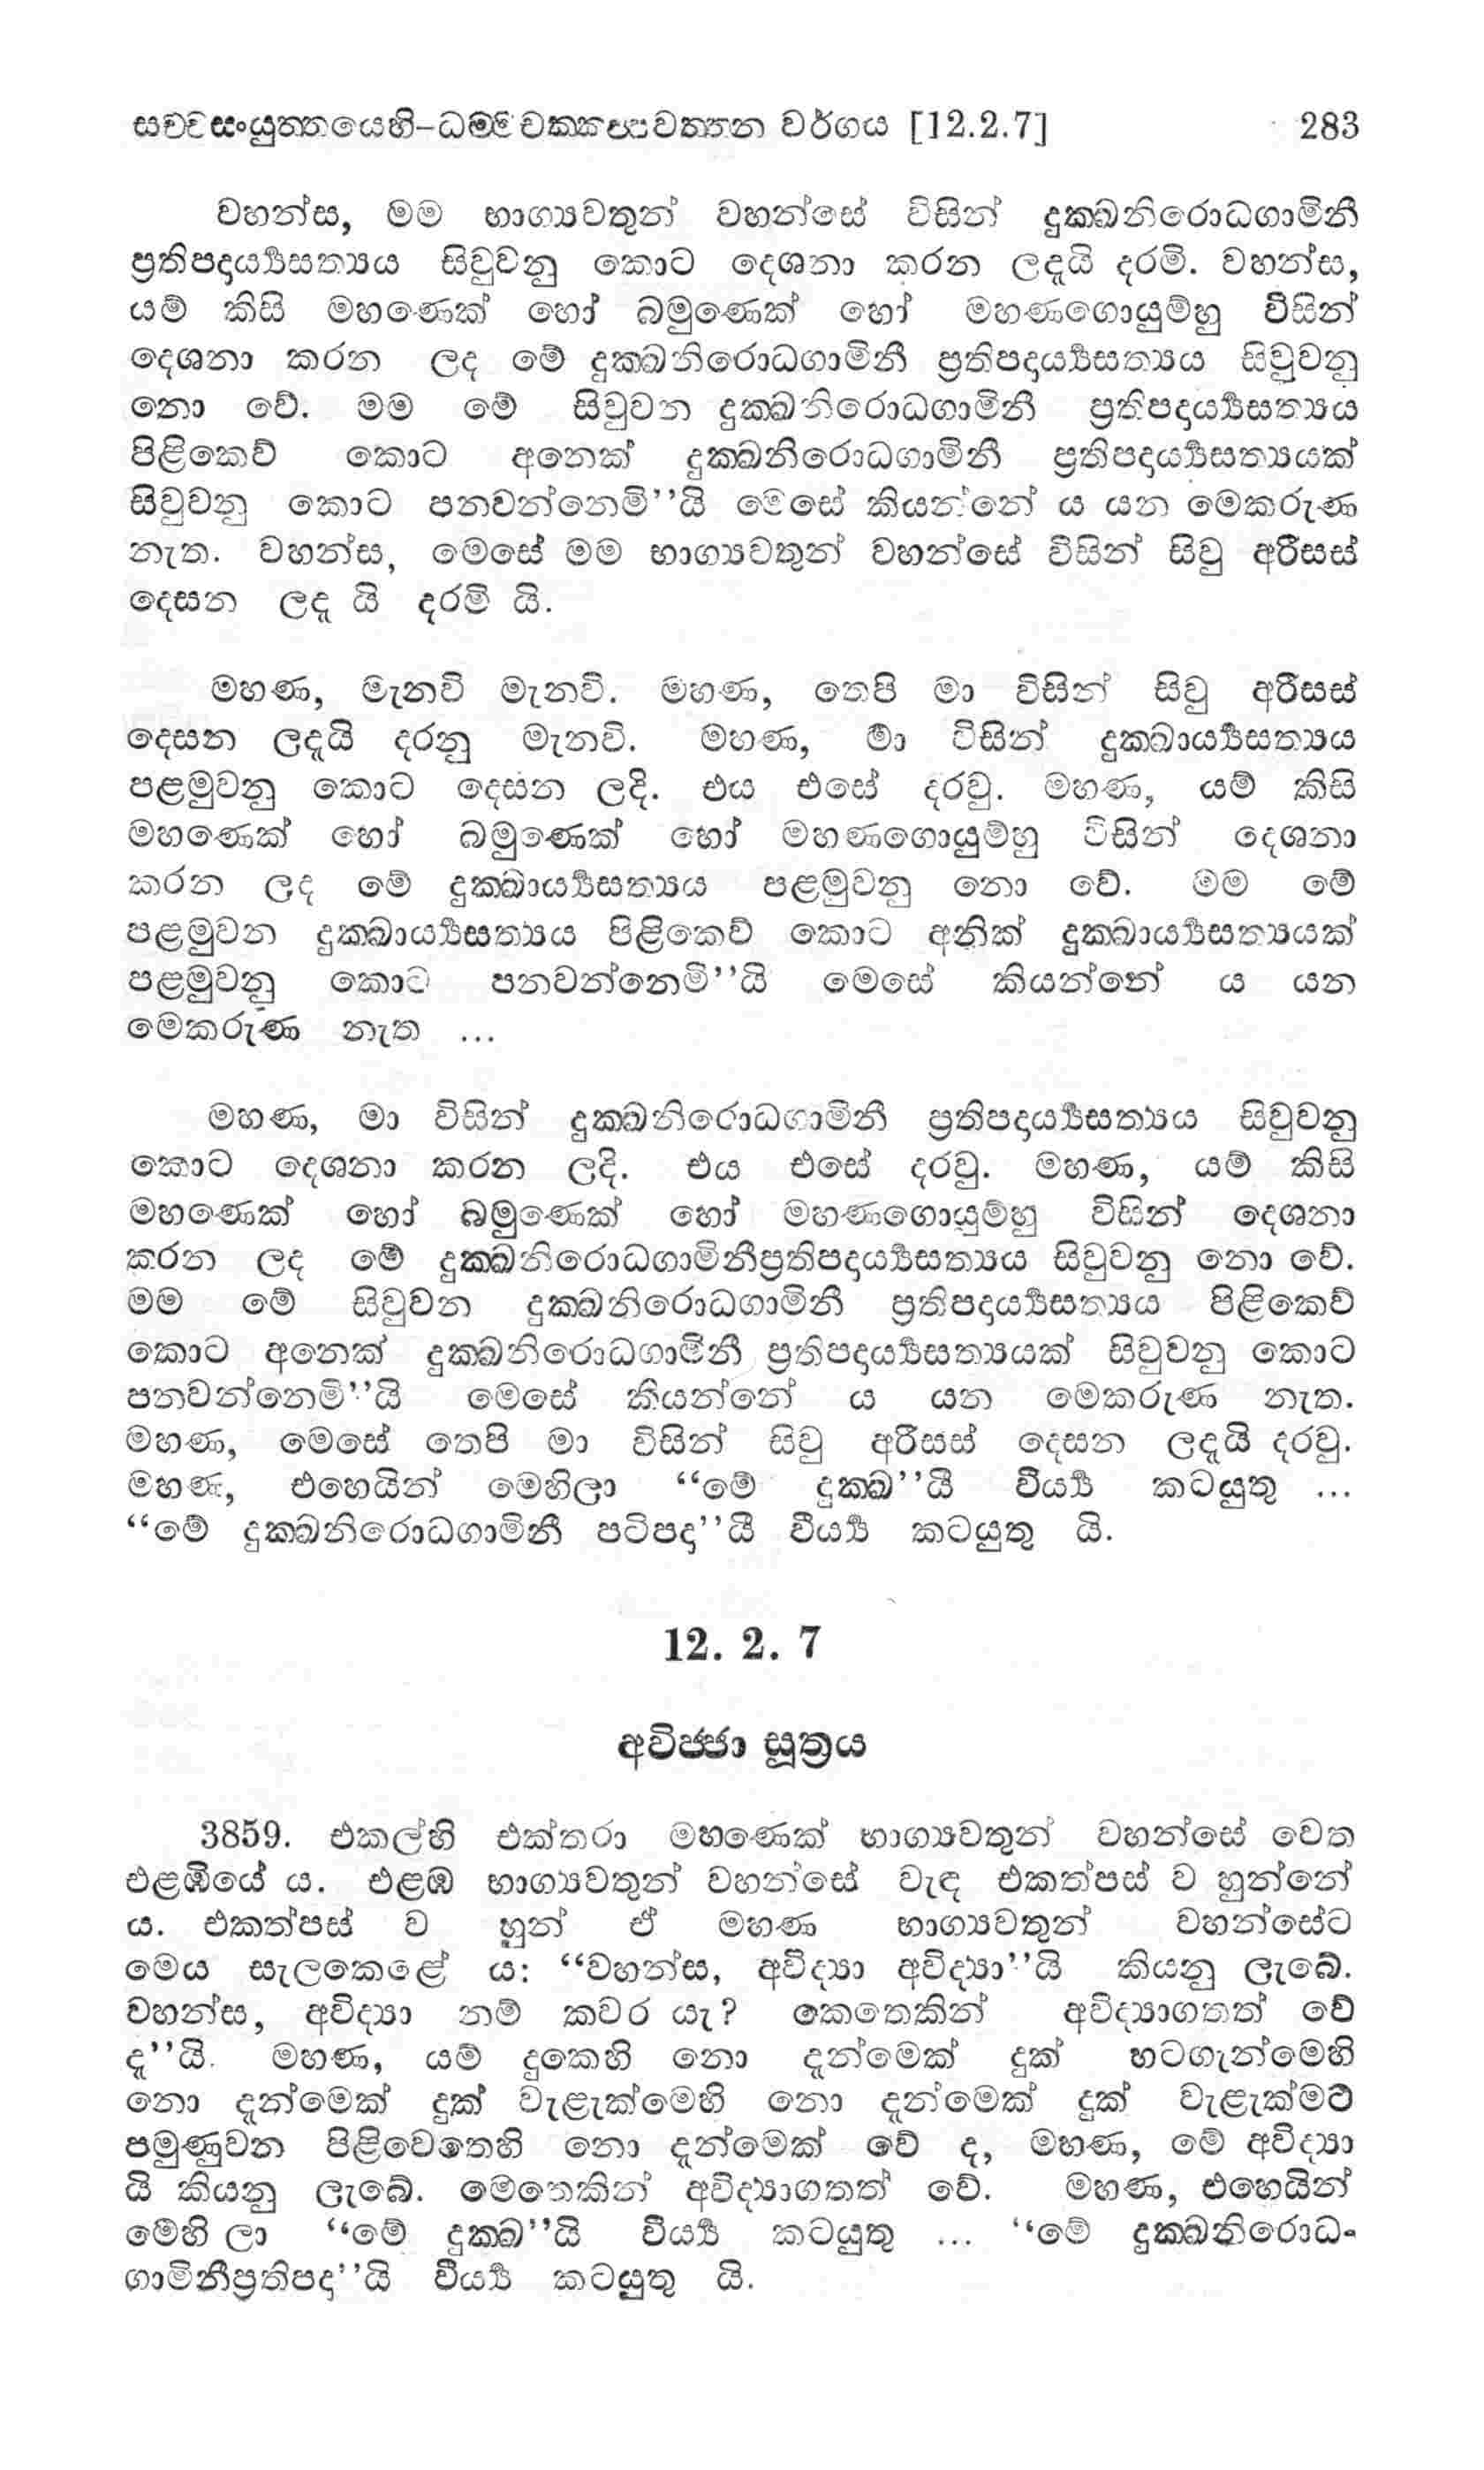 සච්චසංයුත්තයෙහි-ධම්මචක්කප්පවත්තන වර්ගය [12.2.7] 283
වහන්ස, මම භාග්‍යවතුන් වහන්සේ විසින් දුක්ඛනිරොධගාමිනී
ප්‍රතිපදාය්‍ර්‍යසත්‍යය සිවුවනු කොට දෙශනා කරන ලදැයි දරමි. වහන්ස,
යම් කිසි මහණෙක් හෝ බමුණෙක් හෝ මහණගොයුම්හු විසින්
දෙශනා කරන ලද මේ දුක්ඛනිරොධගාමිනී ප්‍රතිපදාය්‍ර්‍යසත්‍යය සිවුවනු
නො වේ. මම මේ සිවුවන දුක්ඛනිරොධගාමිනී ප්‍රතිපදාය්‍ර්‍යසත්‍යය
පිළිකෙව් කොට අනෙක් දුක්ඛනිරොධගාමිනී ප්‍රතිපදාය්‍ර්‍යසත්‍යයක්
සිවුවනු කොට පනවන්නෙමි’’යි මෙසේ කියන්නේ ය යන මෙකරුණ
නැත. වහන්ස, මෙසේ මම භාග්‍යවතුන් වහන්සේ විසින් සිවු අරිසස්
දෙසන ලදැ යි දරමි යි.
මහණ, මැනවි මැනවි. මහණ, තෙපි මා විසින් සිවු අරිසස්
දෙසන ලදැයි දරනු මැනවි. මහණ, මා විසින් දුක්ඛාය්‍ර්‍යසත්‍යය
පළමුවනු කොට දෙසන ලදි. එය එසේ දරවු. මහණ, යම් කිසි
මහණෙක් හෝ බමුණෙක් හෝ මහණගොයුම්හු විසින් දෙශනා
කරන ලද මේ දුක්ඛාය්‍ර්‍යසත්‍යය පළමුවනු නො වේ. මම මේ
පළමුවන දුක්ඛාය්‍ර්‍යසත්‍යය පිළිකෙව් කොට අනික් දුක්ඛාය්‍ර්‍යසත්‍යයක්
පළමුවනු කොට පනවන්නෙමි’’යි මෙසේ කියන්නේ ය යන
මෙකරුණ නැත ...
මහණ, මා විසින් දුක්ඛනිරොධගාමිනී ප්‍රතිපදාය්‍ර්‍යසත්‍යය සිවුවනු
කොට දෙශනා කරන ලදි. එය එසේ දරවු. මහණ, යම් කිසි
මහණෙක් හෝ බමුණෙක් හෝ මහණගොයුම්හු විසින් දෙශනා
කරන ලද මේ දුක්ඛනිරොධගාමිනීප්‍රතිපදාය්‍ර්‍යසත්‍යය සිවුවනු නො වේ.
මම මේ සිවුවන දුක්ඛනිරොධගාමිනී ප්‍රතිපදාය්‍ර්‍යසත්‍යය පිළිකෙව්
කොට අනෙක් දුක්ඛනිරොධගාමිනී ප්‍රතිපදාය්‍ර්‍යසත්‍යයක් සිවුවනු කොට
පනවන්නෙමි’’යි මෙසේ කියන්නේ ය යන මෙකරුණ නැත.
මහණ, මෙසේ තෙපි මා විසින් සිවු අරිසස් දෙසන ලදැයි දරවු.
මහණ, එහෙයින් මෙහිලා ‘‘මේ දුක්ඛ’’යි වීය්‍ර්‍ය කටයුතු ...
‘‘මේ දුක්ඛනිරොධගාමිනී පටිපදා’’යි වීය්‍ර්‍ය කටයුතු යි.
12. 2. 7
අවිජ්ජා සූත්‍රය
3859. එකල්හි එක්තරා මහණෙක් භාග්‍යවතුන් වහන්සේ වෙත
එළඹියේ ය. එළඹ භාග්‍යවතුන් වහන්සේ වැඳ එකත්පස් ව හුන්නේ
ය. එකත්පස් ව හුන් ඒ මහණ භාග්‍යවතුන් වහන්සේට
මෙය සැලකෙළේ ය: ‘‘වහන්ස, අවිද්‍යා අවිද්‍යා’’යි කියනු ලැබේ.
වහන්ස, අවිද්‍යා නම් කවර යැ? කෙතෙකින් අවිද්‍යාගතත් වේ
දැ’’යි. මහණ, යම් දුකෙහි නො දැන්මෙක් දුක් හටගැන්මෙහි
නො දැන්මෙක් දුක් වැළැක්මෙහි නො දැන්මෙක් දුක් වැළැක්මට
පමුණුවන පිළිවෙතෙහි නො දැන්මෙක් වේ ද, මහණ, මේ අවිද්‍යා
යි කියනු ලැබේ. මෙතෙකින් අවිද්‍යාගතත් වේ. මහණ, එහෙයින්
මෙහි ලා ‘‘මේ දුක්ඛ’’යි වීය්‍ර්‍ය කටයුතු ... ‘‘මේ දුක්ඛනිරොධ-
ගාමිනීප්‍රතිපදා’’යි වීය්‍ර්‍ය කටයුතු යි.